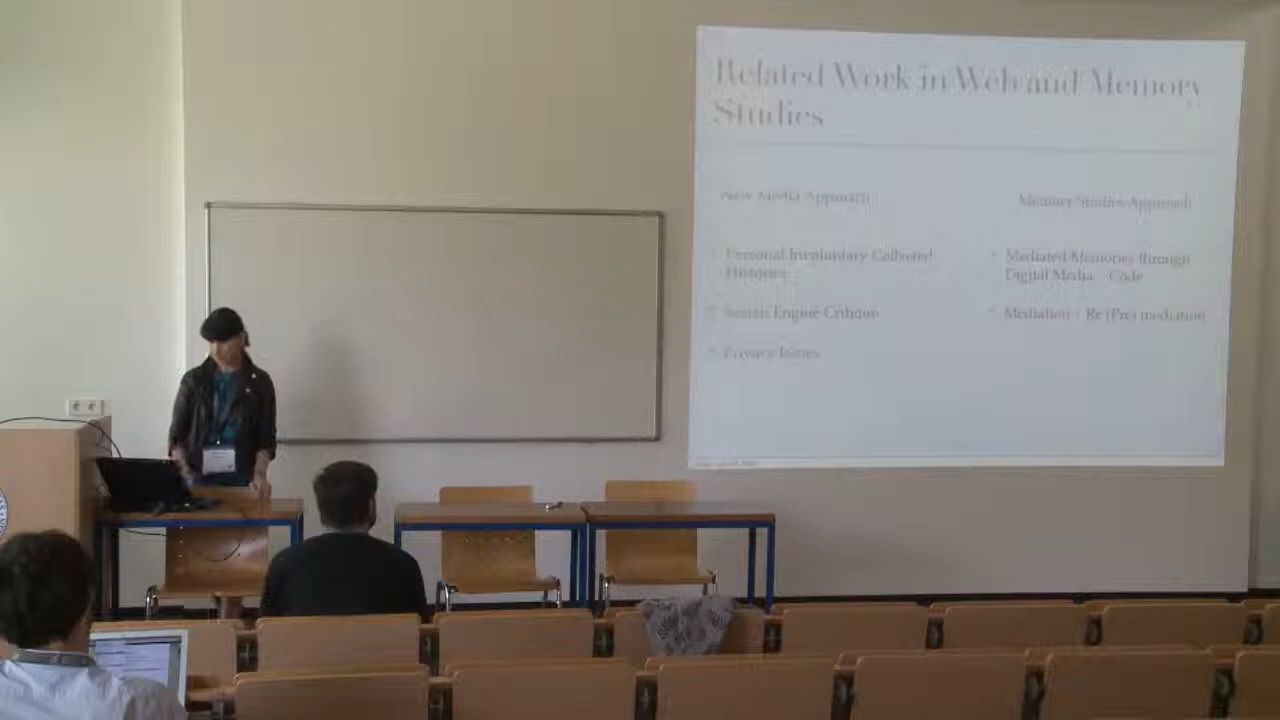 Related Work in Web and Memory
Studies
New Media Approach
Personal Involuntary Collected
Histories
Search Engine Critique
Privacy Issues
Memory Studies Approach
Mediated Memories through
Digital Media Code
Mediation Re (Pre) mediation